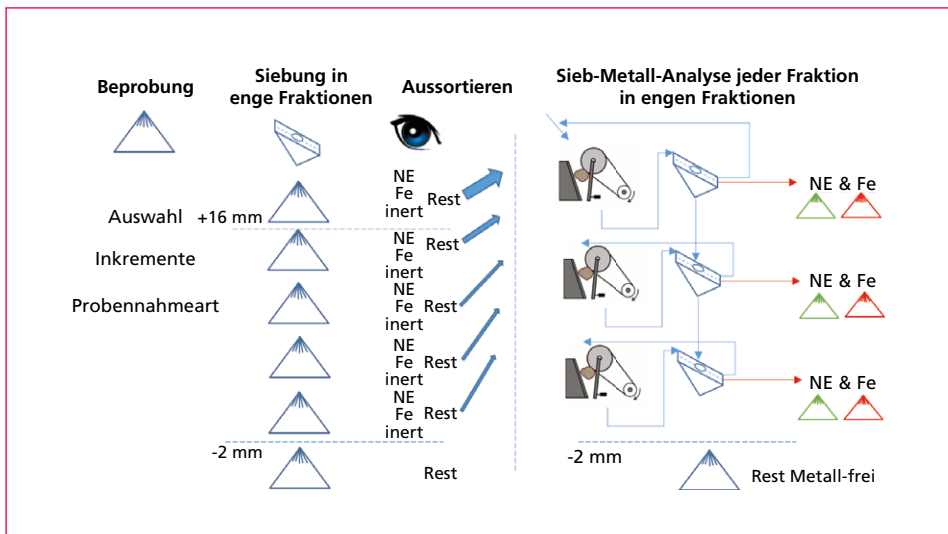 Beprobung
Siebung in
enge Fraktionen
Aussortieren
Sieb-Metall-Analyse jeder Fraktion
in engen Fraktionen
Auswahl
Inkremente
Probennahmeart
+16 mm
-2 mm
NE
Fe
inert
Rest
NE
Fe
inert
Rest
NE
Fe
inert
Rest
NE
Fe
inert
Rest
NE
Fe
inert
Rest
Rest
NE & Fe
NE & Fe
NE & Fe
-2 mm
Rest Metall-frei